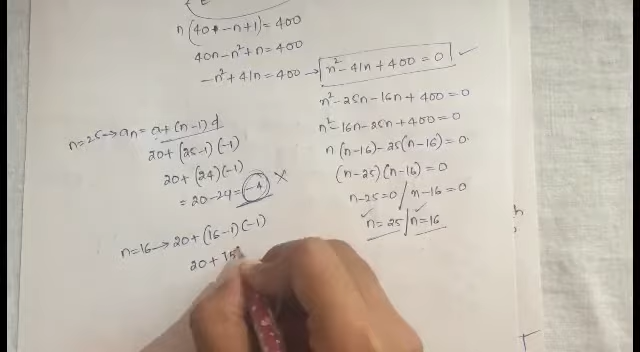 n(40 - n+1) = 400
40n - n² + n = 400
-n² + 41n = 400 → n² - 41n + 400 = 0 ✓
n² - 25n - 16n + 400 = 0
n² - 16n - 25n + 400 = 0
n(n-16) - 25(n-16) = 0
(n-25)(n-16) = 0
n-25=0 / n-16=0
n=25 / n=16
n=25 → an = a+(n-1)d
20+(25-1)(-1)
20+(24)(-1)
= 20-24 = -4 ×
n=16 → 20+(16-1)(-1)
20+15